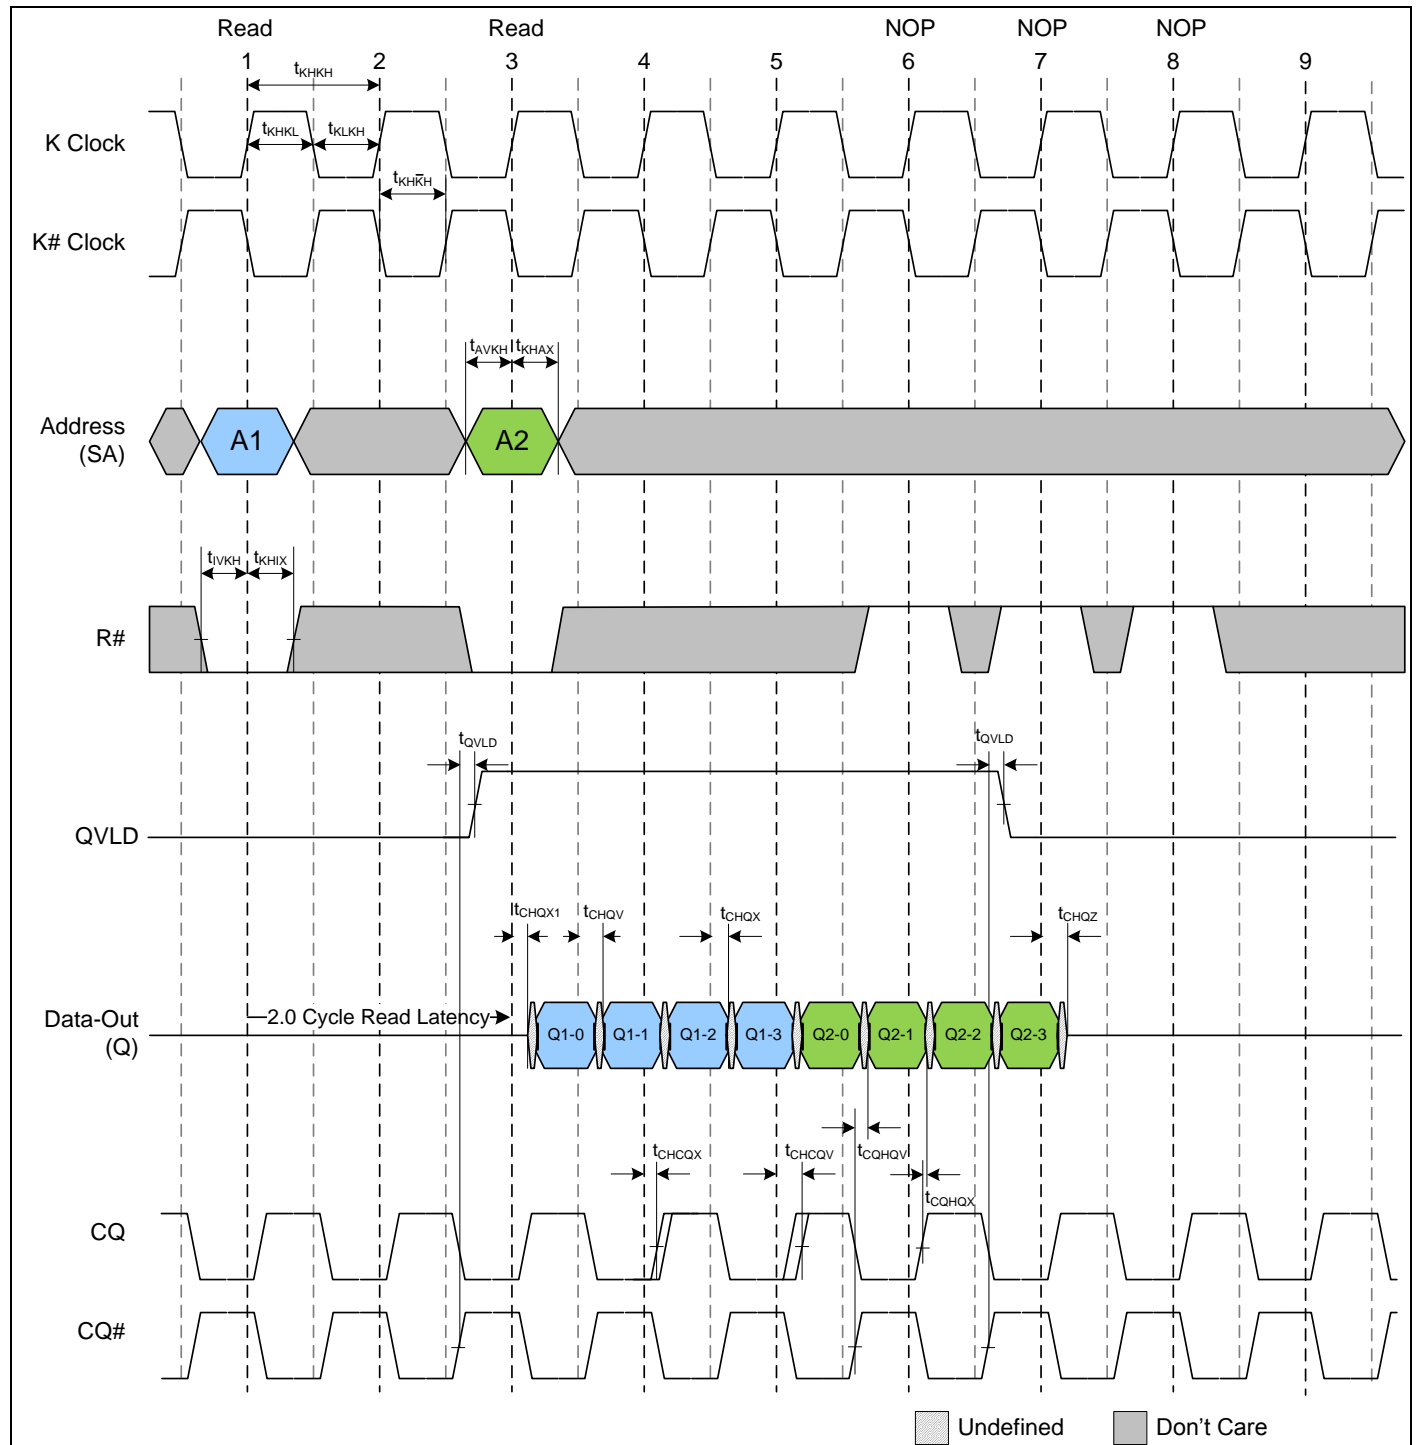 Read Read NOP NOP NOP
1 2 3 4 5 6 7 8 9
tKHKH
K Clock
tKHKL tKLKH
tKHK̅H
K# Clock
tAVKH tKHAX
Address
(SA)
A1 A2
tIVKH tKHIX
R#
tQVLD tQVLD
QVLD
tCHQX1 tCHQV tCHQX tCHQZ
Data-Out
(Q)
2.0 Cycle Read Latency
Q1-0 Q1-1 Q1-2 Q1-3 Q2-0 Q2-1 Q2-2 Q2-3
tCHCQX tCHCQV tCQHQV
tCQHQX
CQ
CQ#
Undefined Don't Care